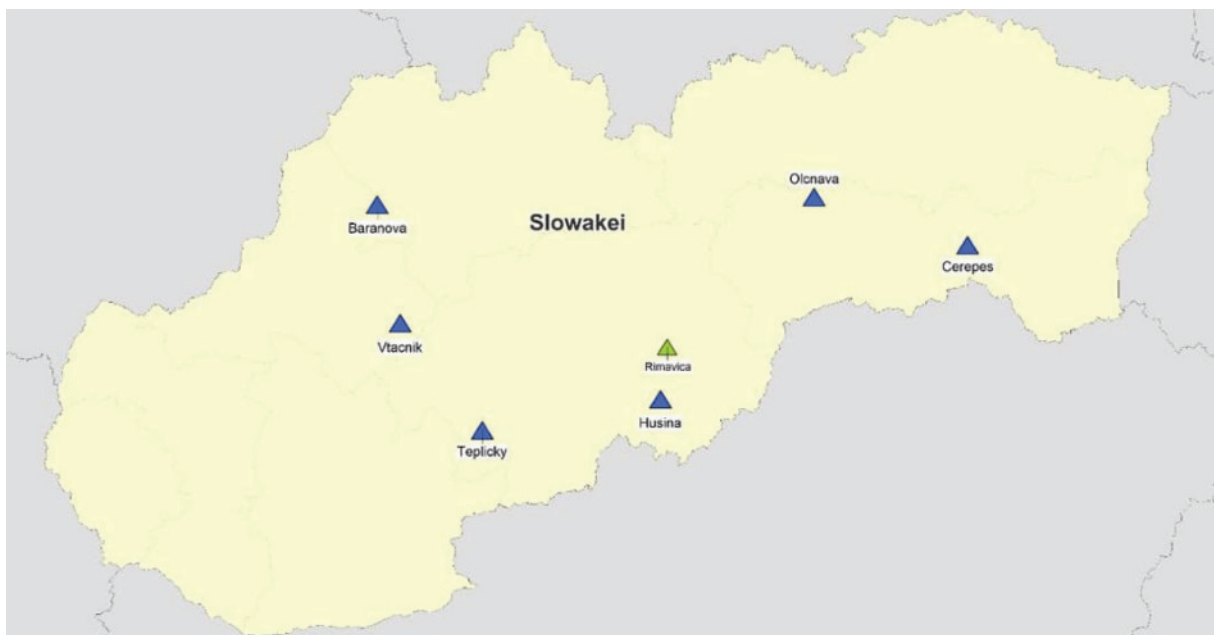 Olcnava
Slowakei
Baranova
Cerepes
Vtacnik
Rimavica
Husina
Teplicky